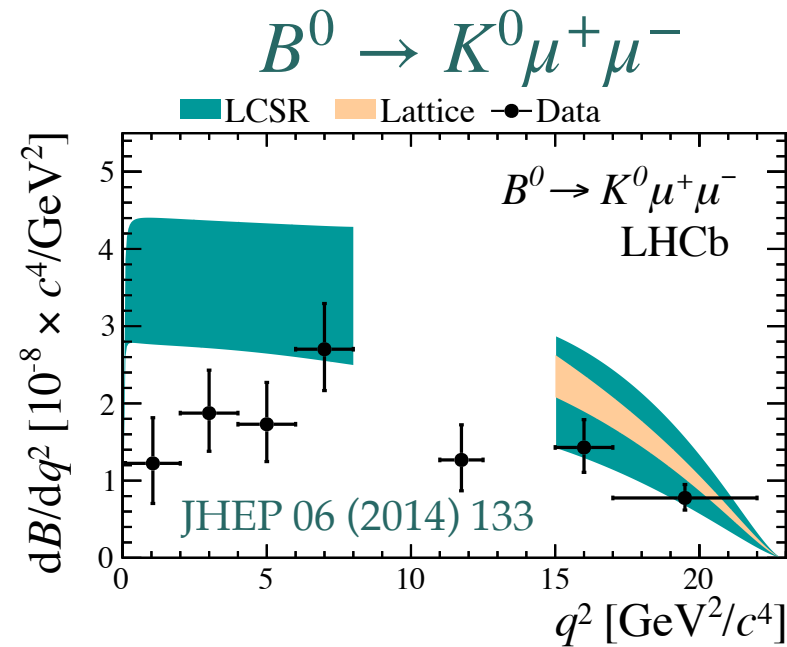 B⁰ → K⁰μ⁺μ⁻
LCSR Lattice Data
B⁰ → K⁰μ⁺μ⁻
LHCb
dB/dq² [10⁻⁸ × c⁴/GeV²]
5
4
3
2
1
0
JHEP 06 (2014) 133
0 5 10 15 20
q² [GeV²/c⁴]